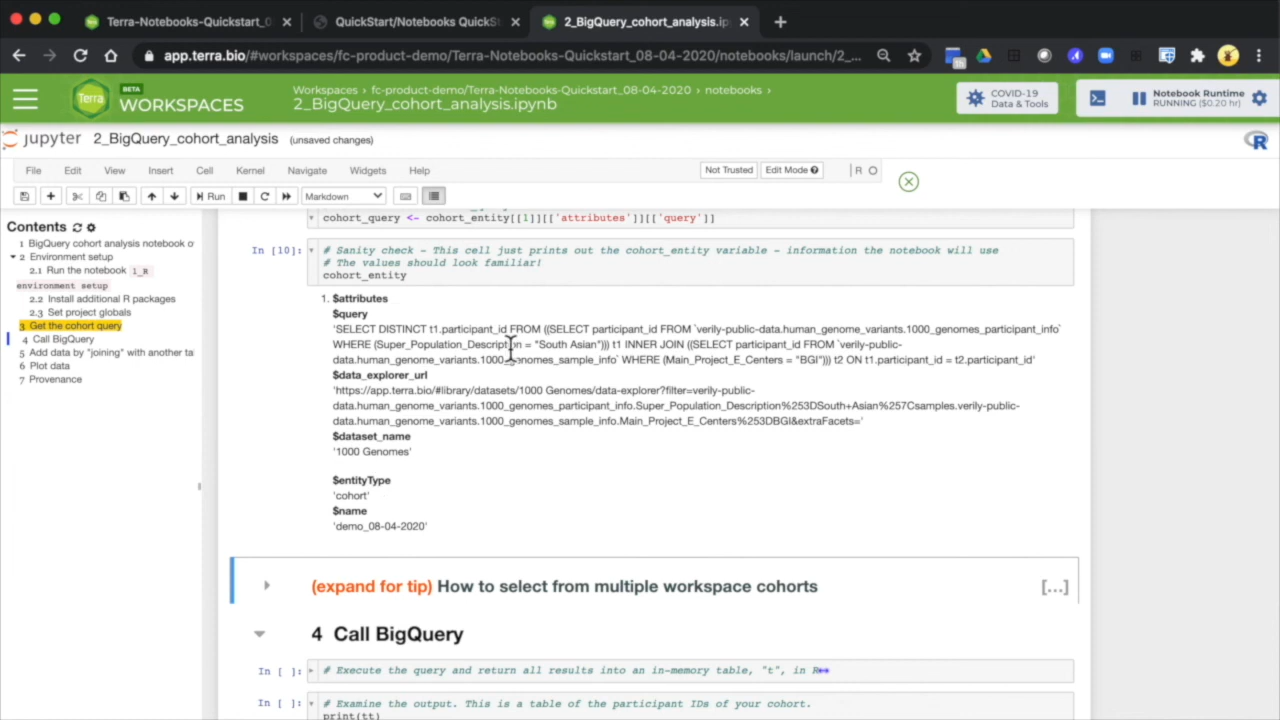 Terra-Notebooks-Quickstart_0
QuickStart/Notebooks QuickS
2_BigQuery_cohort_analysis.ip
app.terra.bio/#workspaces/fc-product-demo/Terra-Notebooks-Quickstart_08-04-2020/notebooks/launch/2_...
Terra
BETA
WORKSPACES
Workspaces > fc-product-demo/Terra-Notebooks-Quickstart_08-04-2020 > notebooks >
2_BigQuery_cohort_analysis.ipynb
COVID-19
Data & Tools
Notebook Runtime
RUNNING ($0.20 hr)
jupyter 2_BigQuery_cohort_analysis (unsaved changes)
R
File Edit View Insert Cell Kernel Navigate Widgets Help
Not Trusted Edit Mode R
Run Markdown
Contents
1 BigQuery cohort analysis notebook o
2 Environment setup
2.1 Run the notebook 1_R
environment setup
2.2 Install additional R packages
2.3 Set project globals
3 Get the cohort query
4 Call BigQuery
5 Add data by "joining" with another ta
6 Plot data
7 Provenance
cohort_query <- cohort_entity[[1]][['attributes']][['query']]
In [10]:
# Sanity check - This cell just prints out the cohort_entity variable - information the notebook will use
# The values should look familiar!
cohort_entity
1. $attributes
$query
'SELECT DISTINCT t1.participant_id FROM ((SELECT participant_id FROM `verily-public-data.human_genome_variants.1000_genomes_participant_info`
WHERE (Super_Population_Description = "South Asian"))) t1 INNER JOIN ((SELECT participant_id FROM `verily-public-
data.human_genome_variants.1000_genomes_sample_info` WHERE (Main_Project_E_Centers = "BGI"))) t2 ON t1.participant_id = t2.participant_id'
$data_explorer_url
'https://app.terra.bio/#library/datasets/1000 Genomes/data-explorer?filter=verily-public-
data.human_genome_variants.1000_genomes_participant_info.Super_Population_Description%253DSouth+Asian%257Csamples.verily-public-
data.human_genome_variants.1000_genomes_sample_info.Main_Project_E_Centers%253DBGI&extraFacets='
$dataset_name
'1000 Genomes'
$entityType
'cohort'
$name
'demo_08-04-2020'
(expand for tip) How to select from multiple workspace cohorts
[...]
4 Call BigQuery
In [ ]:
# Execute the query and return all results into an in-memory table, "t", in R
In [ ]:
# Examine the output. This is a table of the participant IDs of your cohort.
print(tt)